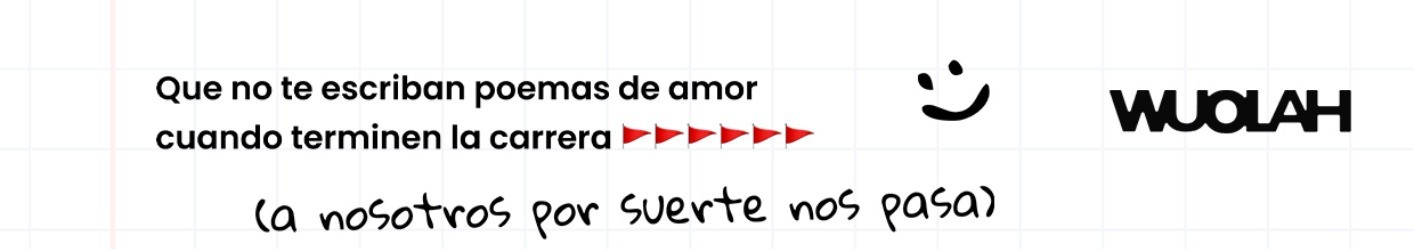 Que no te escriban poemas de amor
cuando terminen la carrera 🚩🚩🚩🚩🚩🚩
(a nosotros por suerte nos pasa)
WUOLAH